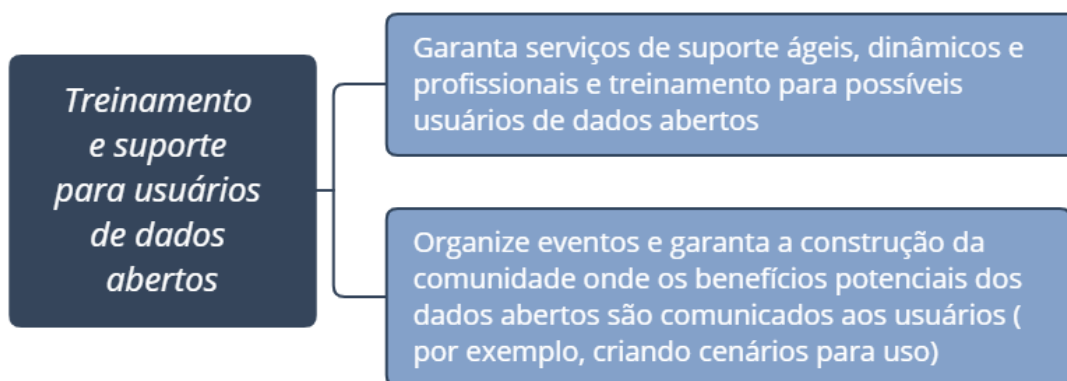 Treinamento
e suporte
para usuários
de dados
abertos
Garanta serviços de suporte ágeis, dinâmicos e
profissionais e treinamento para possíveis
usuários de dados abertos
Organize eventos e garanta a construção da
comunidade onde os benefícios potenciais dos
dados abertos são comunicados aos usuários (
por exemplo, criando cenários para uso)